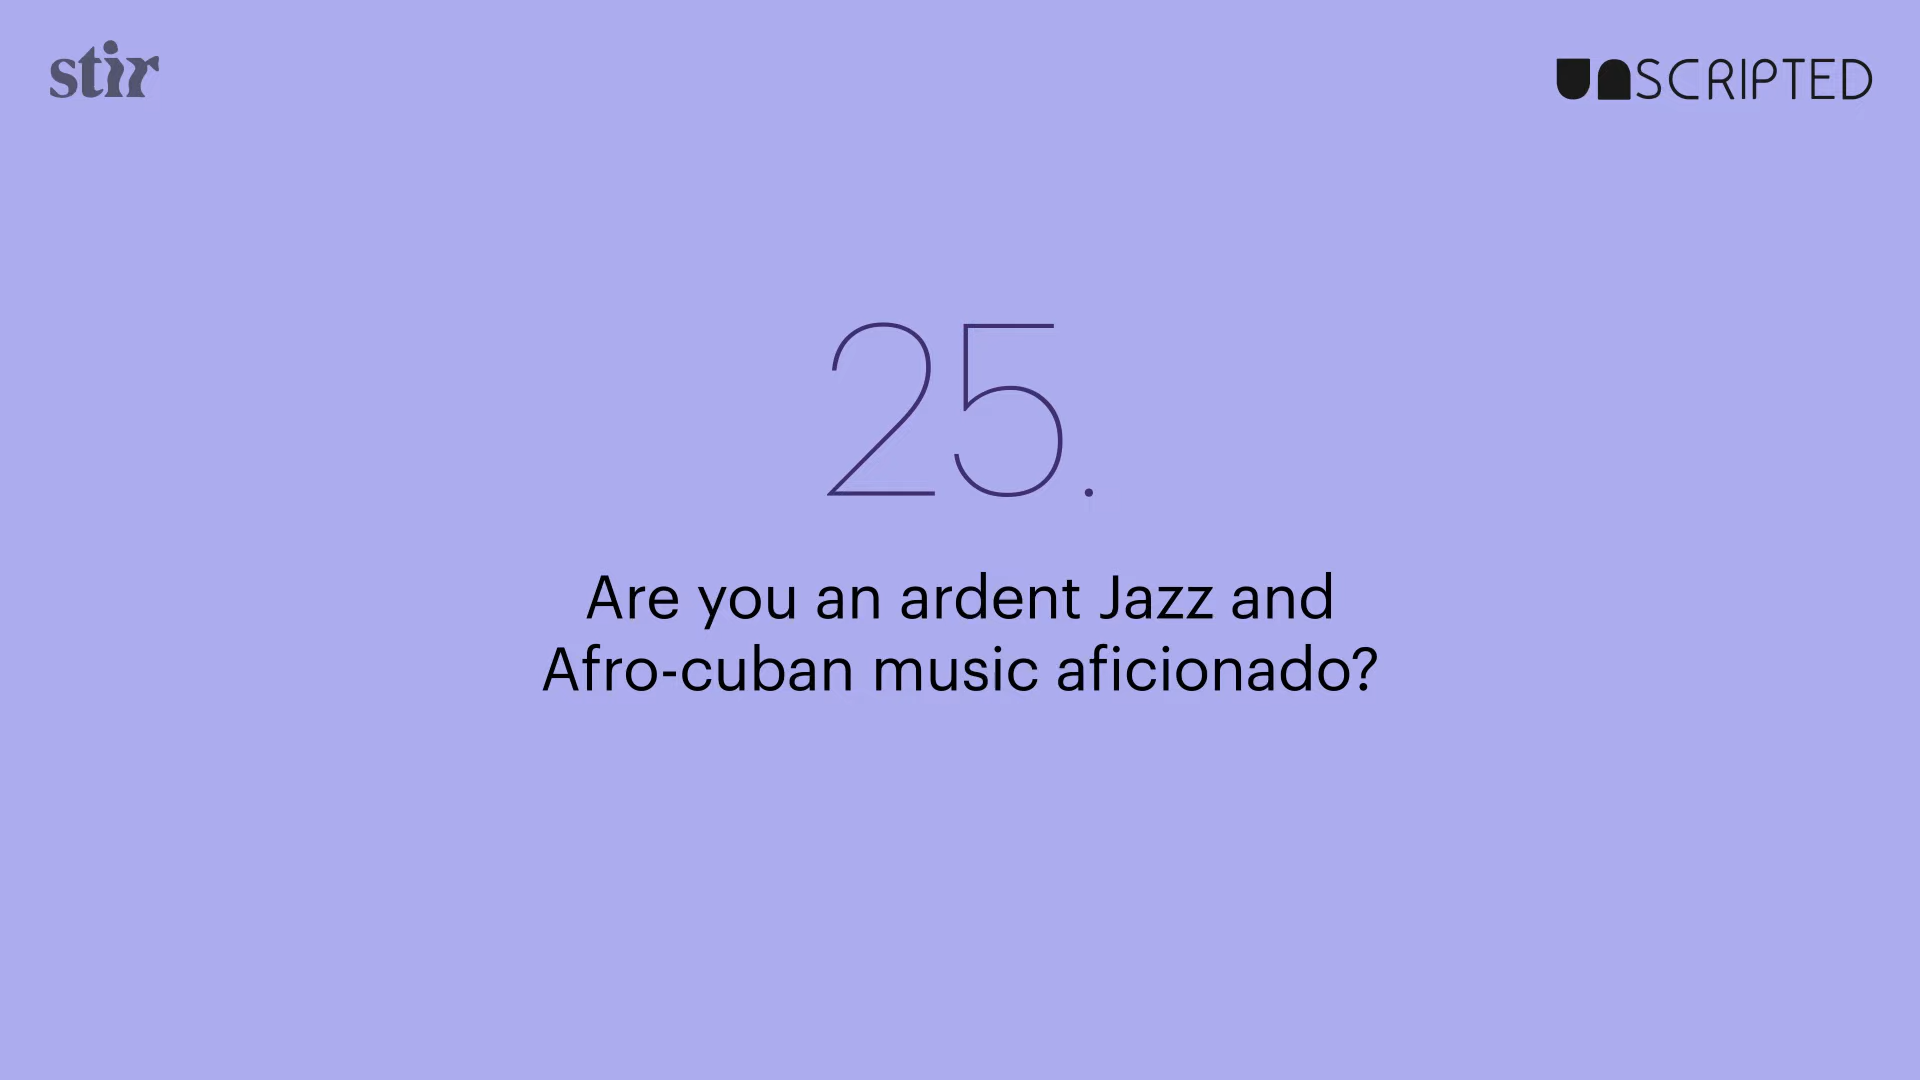 stir
UNSCRIPTED
25.
Are you an ardent Jazz and
Afro-cuban music aficionado?